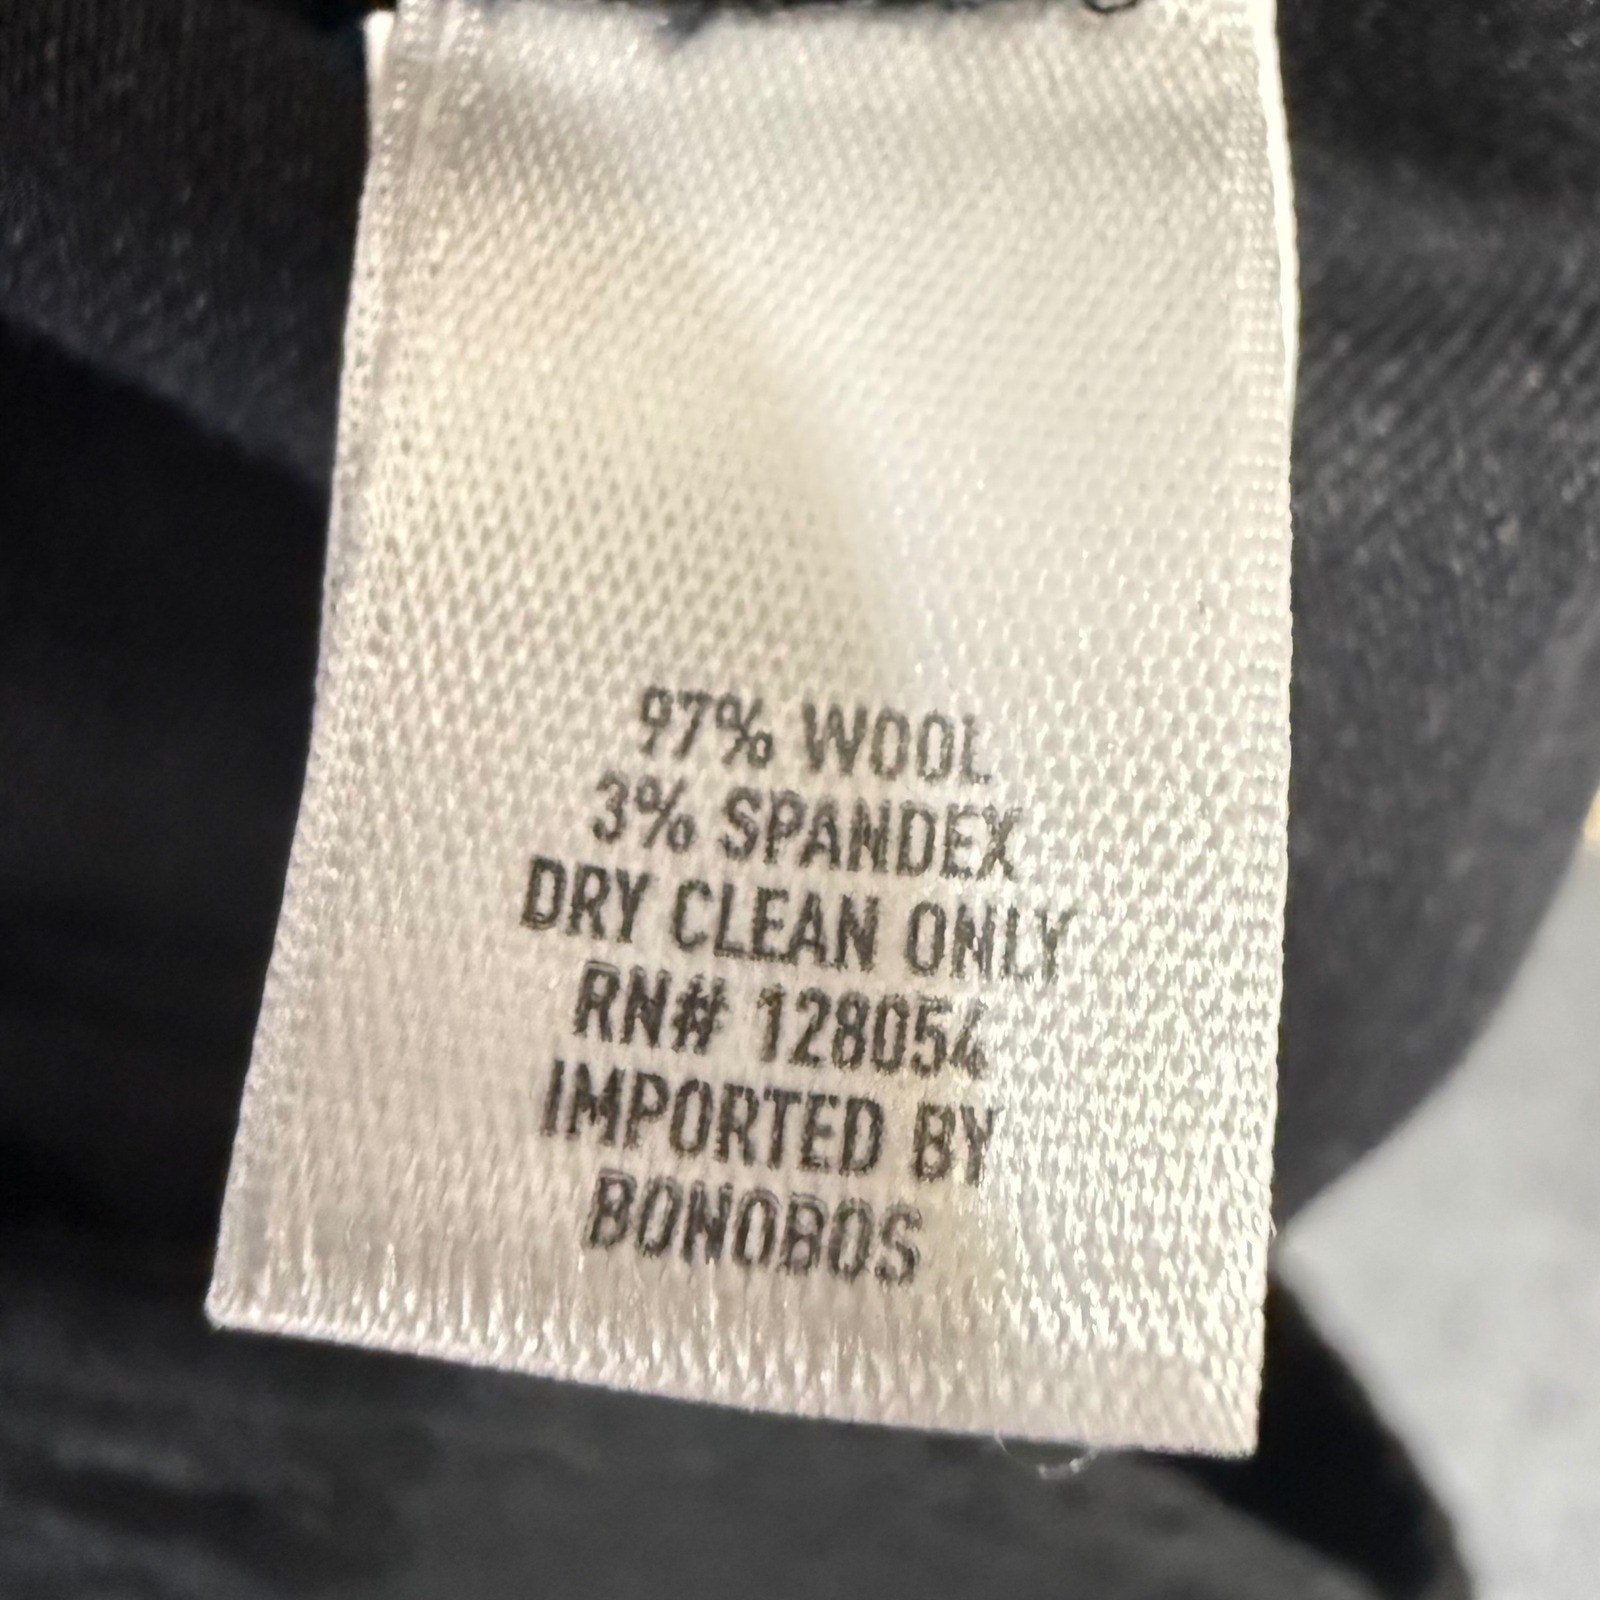 97% WOOL
3% SPANDEX
DRY CLEAN ONLY
RN# 128054
IMPORTED BY
BONOBOS